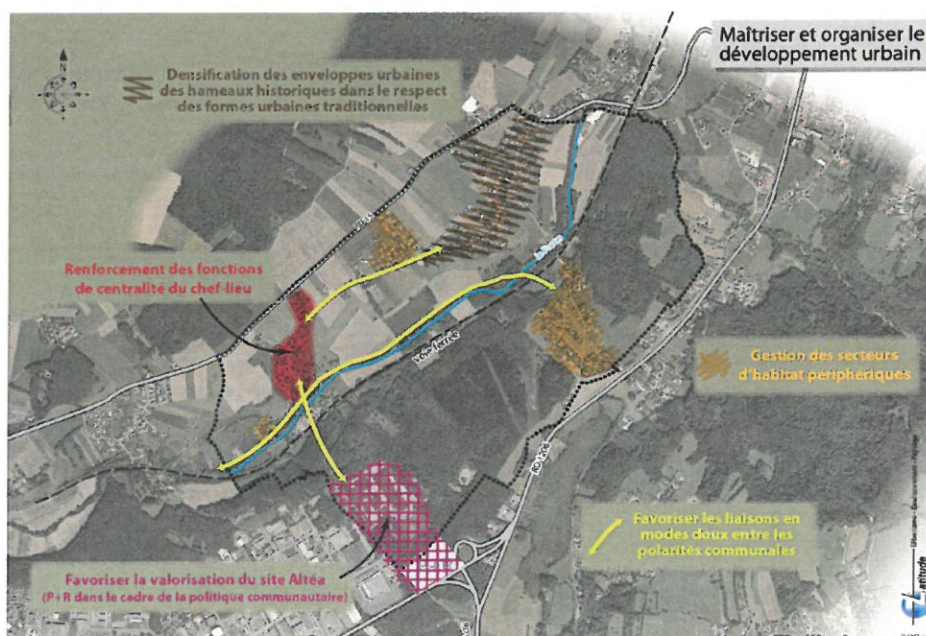 Maîtriser et organiser le
développement urbain
N
Densification des enveloppes urbaines
des hameaux historiques dans le respect
des formes urbaines traditionnelles
Renforcement des fonctions
de centralité du chef-lieu
Voie ferrée
Gestion des secteurs
d'habitat périphériques
RD 1206
Favoriser les liaisons en
modes doux entre les
polarités communales
Favoriser la valorisation du site Altéa
(P+R dans le cadre de la politique communautaire)